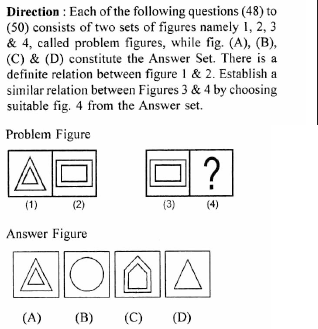 Direction : Each of the following questions (48) to
(50) consists of two sets of figures namely 1, 2, 3
& 4, called problem figures, while fig. (A), (B),
(C) & (D) constitute the Answer Set. There is a
definite relation between figure 1 & 2. Establish a
similar relation between Figures 3 & 4 by choosing
suitable fig. 4 from the Answer set.
Problem Figure
?
(1) (2) (3) (4)
Answer Figure
(A) (B) (C) (D)